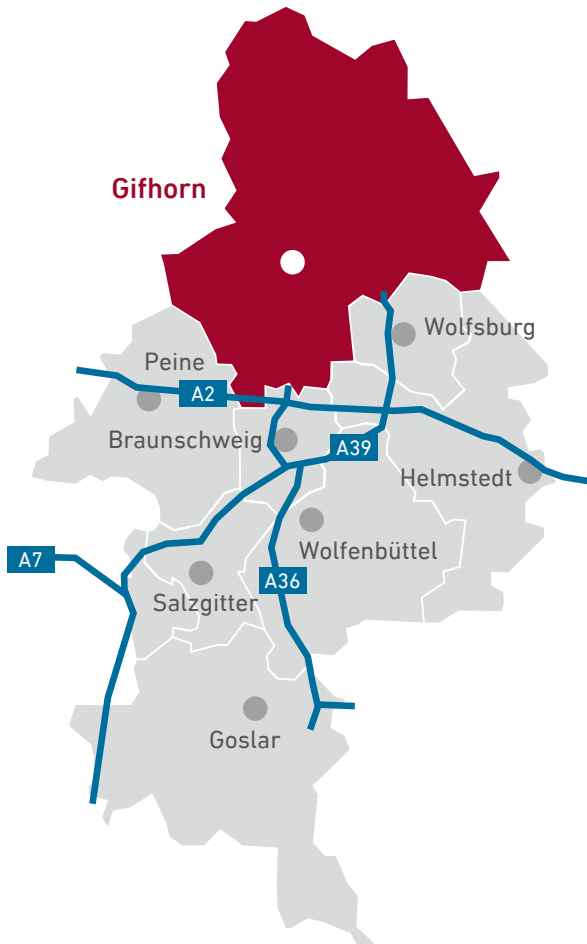 Gifhorn
Wolfsburg
Peine
A2
Braunschweig
A39
Helmstedt
Wolfenbüttel
A7
A36
Salzgitter
Goslar